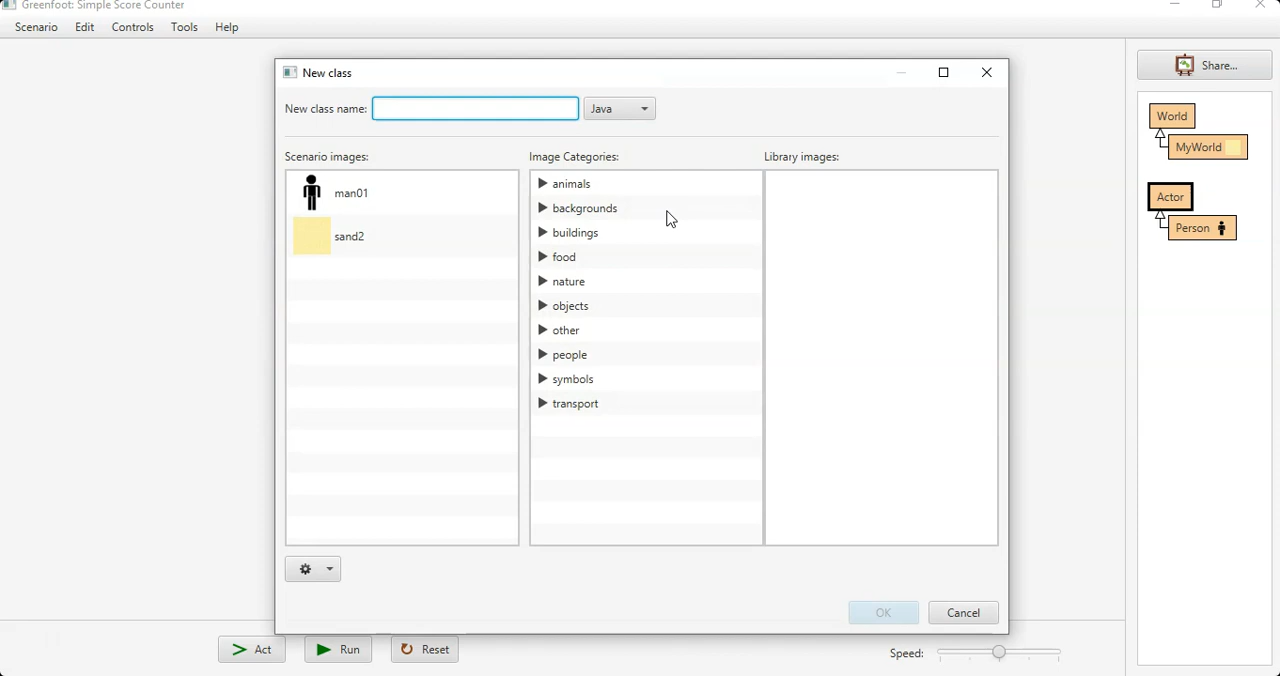 Greenfoot: Simple Score Counter
Scenario Edit Controls Tools Help
Share...
New class
New class name: Java
Scenario images:
man01
sand2
Image Categories:
animals
backgrounds
buildings
food
nature
objects
other
people
symbols
transport
Library images:
OK Cancel
World
MyWorld
Actor
Person
Act Run Reset Speed: